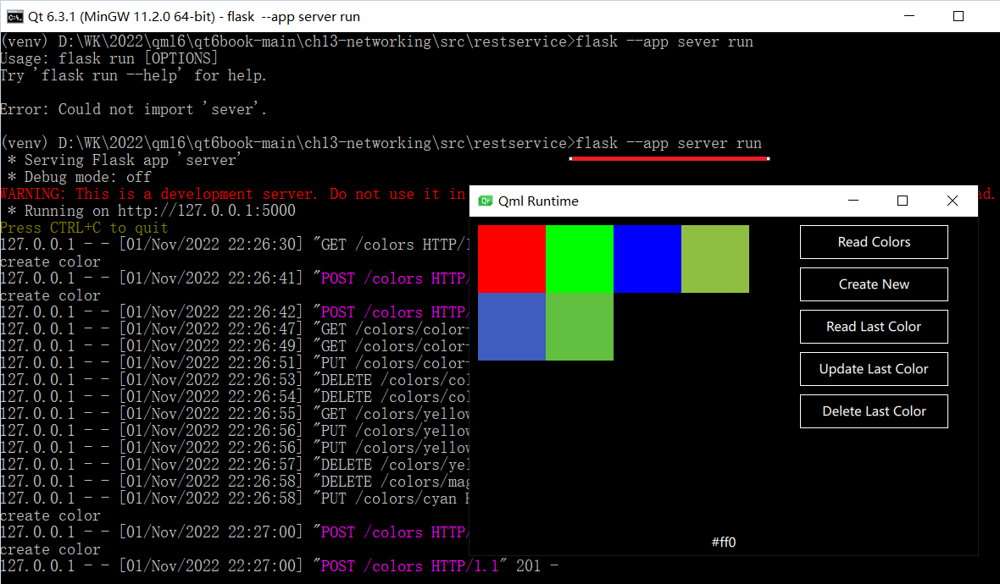 Qt 6.3.1 (MinGW 11.2.0 64-bit) - flask  --app server run
(venv) D:\WK\2022\qml6\qt6book-main\ch13-networking\src\restservice>flask --app sever run
Usage: flask run [OPTIONS]
Try 'flask run --help' for help.
Error: Could not import 'sever'.
(venv) D:\WK\2022\qml6\qt6book-main\ch13-networking\src\restservice>flask --app server run
 * Serving Flask app 'server'
 * Debug mode: off
WARNING: This is a development server. Do not use it in
 * Running on http://127.0.0.1:5000
Press CTRL+C to quit
127.0.0.1 - - [01/Nov/2022 22:26:30] "GET /colors HTTP/1
create color
127.0.0.1 - - [01/Nov/2022 22:26:41] "POST /colors HTTP/
create color
127.0.0.1 - - [01/Nov/2022 22:26:42] "POST /colors HTTP/
127.0.0.1 - - [01/Nov/2022 22:26:47] "GET /colors/color-
127.0.0.1 - - [01/Nov/2022 22:26:49] "GET /colors/color-
127.0.0.1 - - [01/Nov/2022 22:26:51] "PUT /colors/color-
127.0.0.1 - - [01/Nov/2022 22:26:53] "DELETE /colors/col
127.0.0.1 - - [01/Nov/2022 22:26:54] "DELETE /colors/col
127.0.0.1 - - [01/Nov/2022 22:26:55] "GET /colors/yellow
127.0.0.1 - - [01/Nov/2022 22:26:56] "PUT /colors/yellow
127.0.0.1 - - [01/Nov/2022 22:26:56] "PUT /colors/yellow
127.0.0.1 - - [01/Nov/2022 22:26:57] "DELETE /colors/yel
127.0.0.1 - - [01/Nov/2022 22:26:58] "DELETE /colors/mag
127.0.0.1 - - [01/Nov/2022 22:26:58] "PUT /colors/cyan H
create color
127.0.0.1 - - [01/Nov/2022 22:27:00] "POST /colors HTTP/
create color
127.0.0.1 - - [01/Nov/2022 22:27:00] "POST /colors HTTP/1.1" 201 -
Qml Runtime
Read Colors
Create New
Read Last Color
Update Last Color
Delete Last Color
#ff0